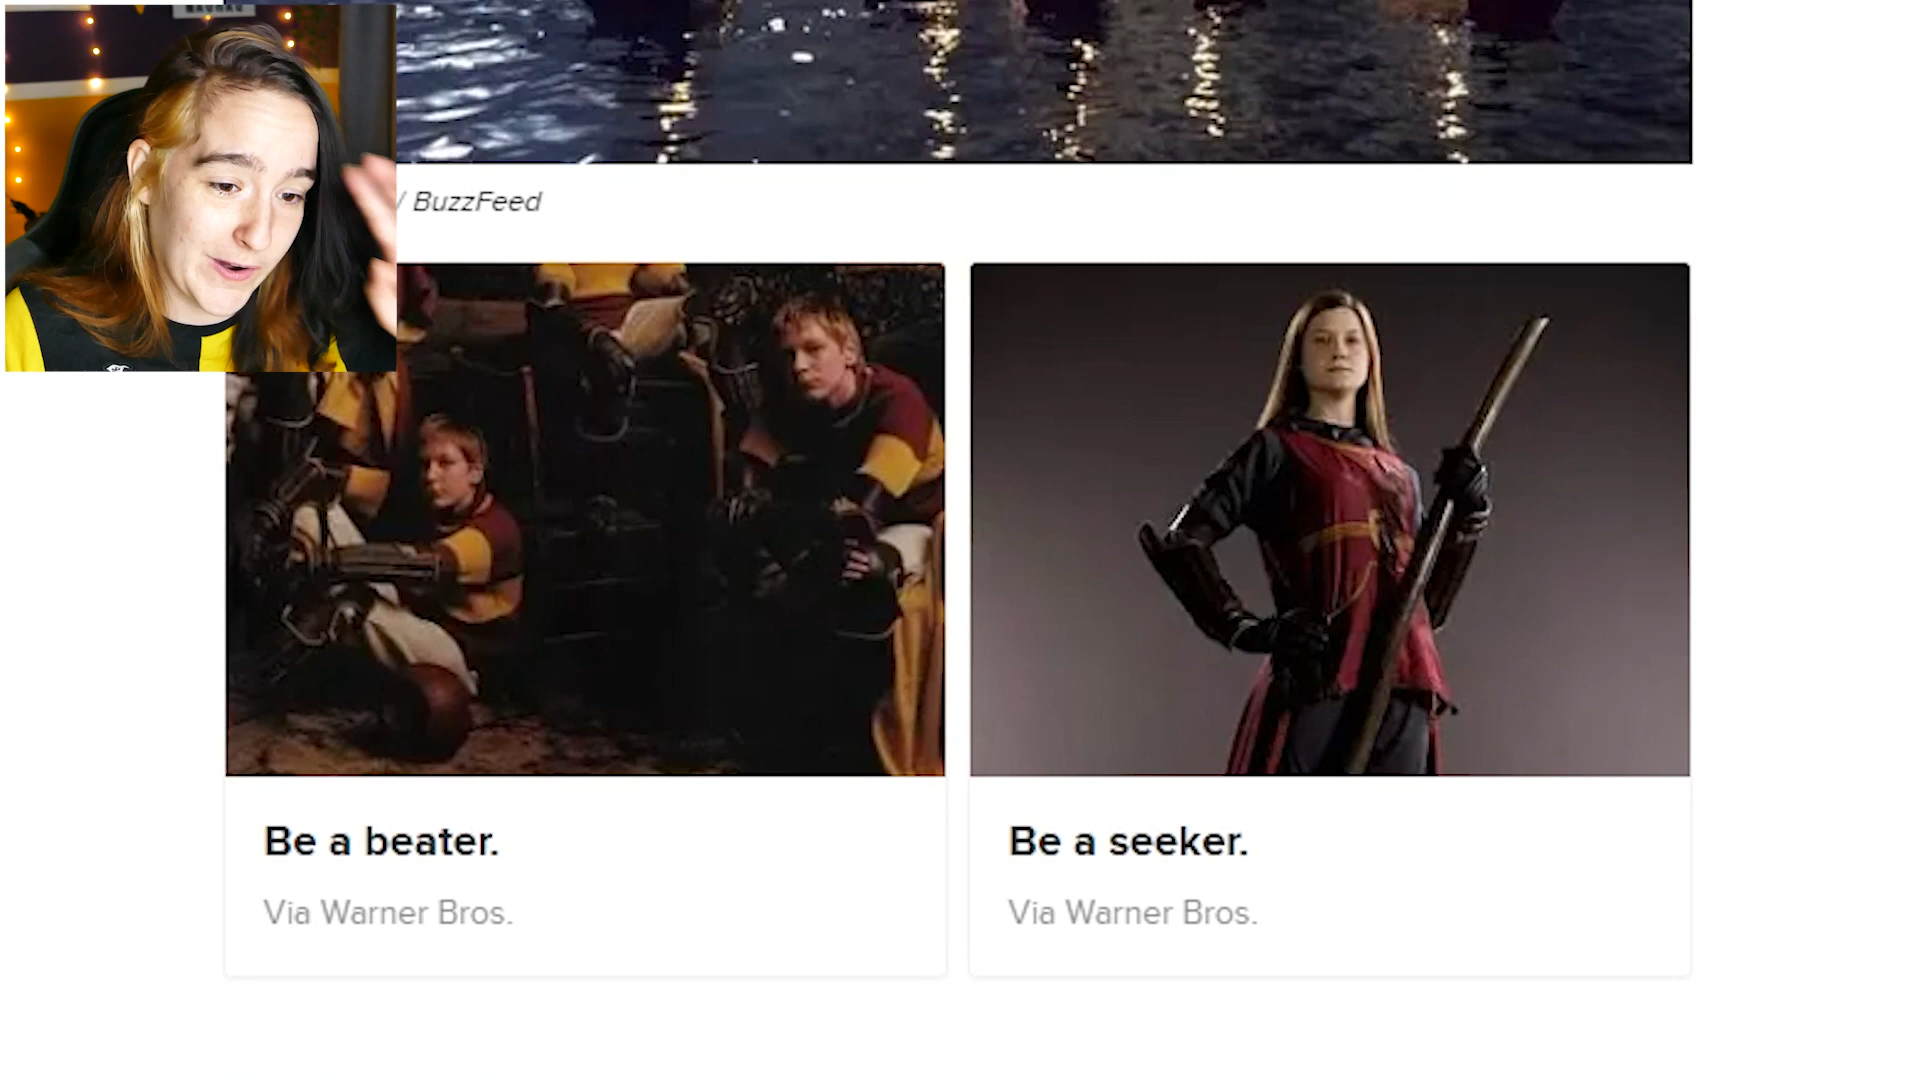 / BuzzFeed
Be a beater.
Via Warner Bros.
Be a seeker.
Via Warner Bros.